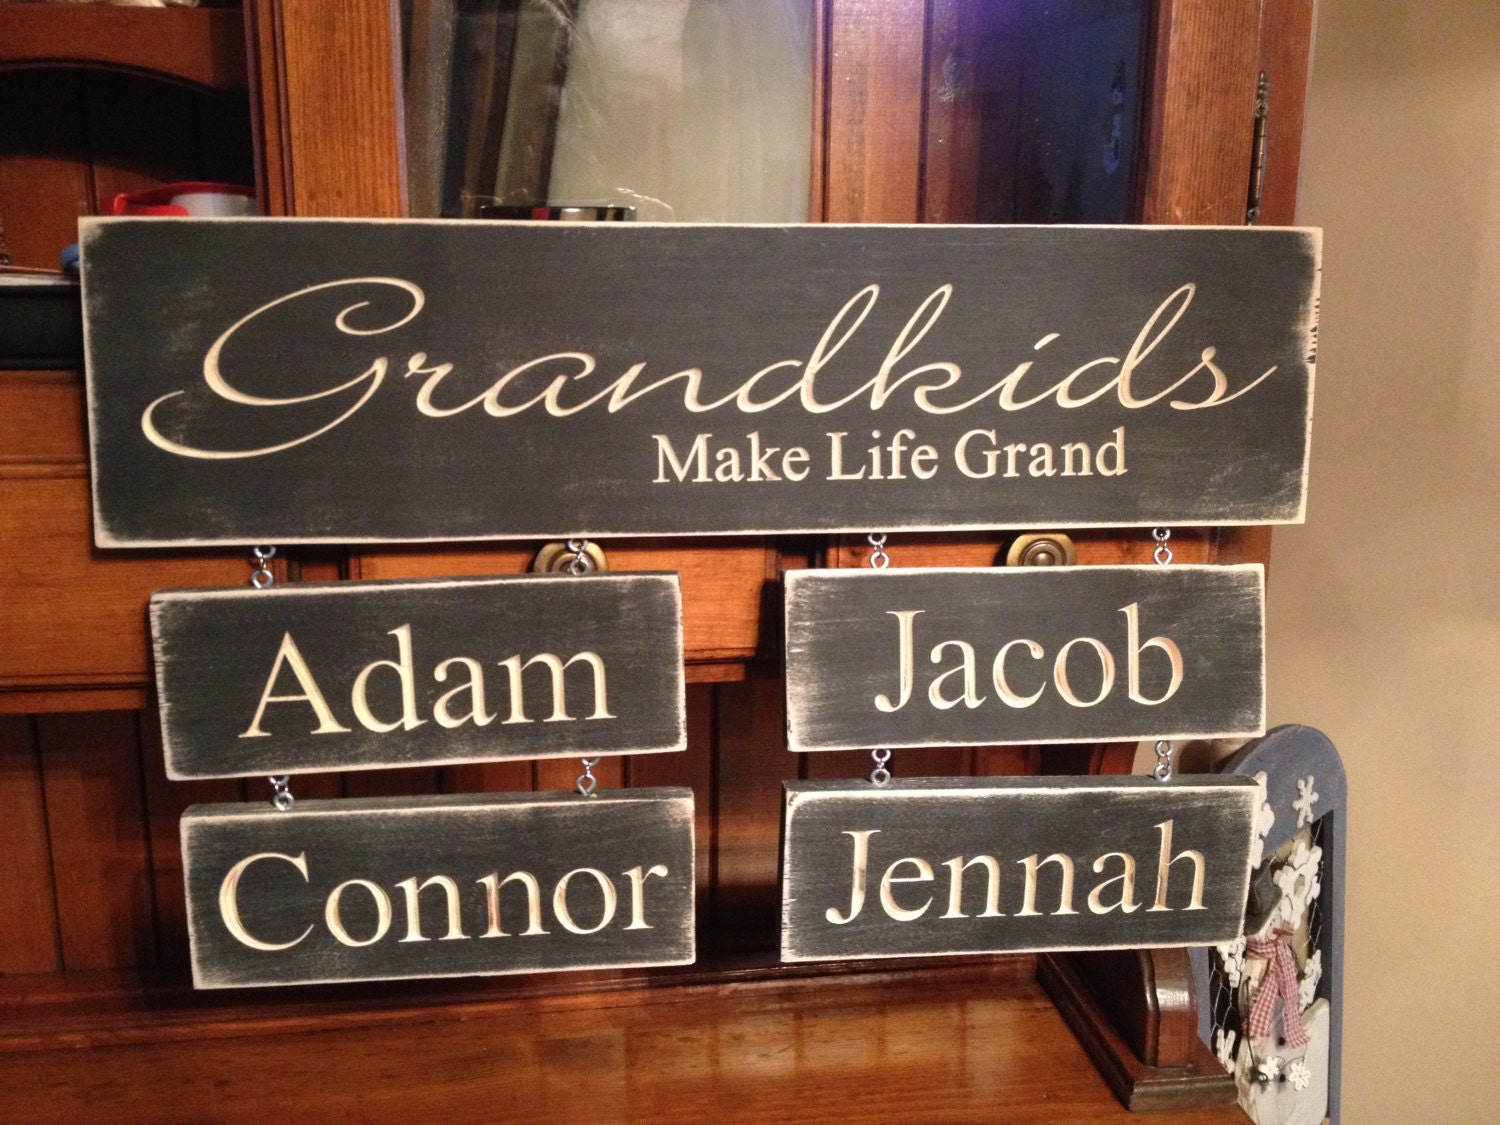 Grandkids
Make Life Grand
Adam
Jacob
Connor
Jennah